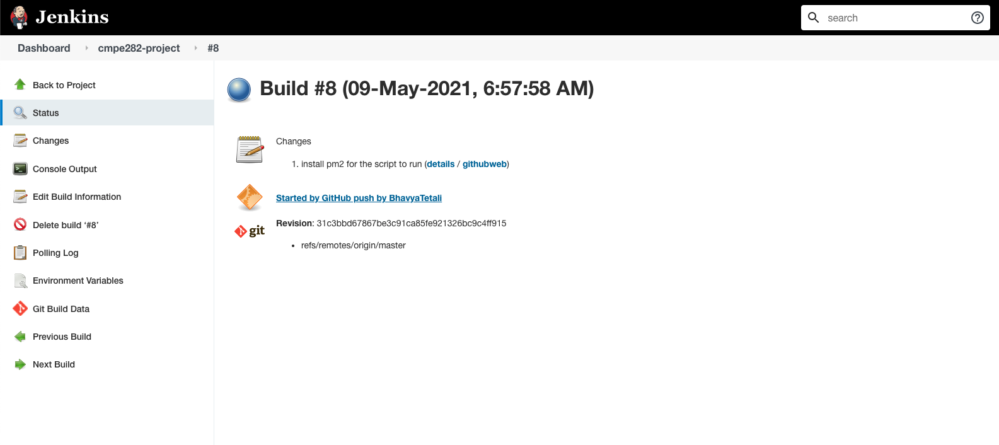 Jenkins
search
Dashboard cmpe282-project #8
Back to Project
Status
Changes
Console Output
Edit Build Information
Delete build ‘#8’
Polling Log
Environment Variables
Git Build Data
Previous Build
Next Build
Build #8 (09-May-2021, 6:57:58 AM)
Changes
1. install pm2 for the script to run (details / githubweb)
Started by GitHub push by BhavyaTetali
git
Revision: 31c3bbd67867be3c91ca85fe921326bc9c4ff915
• refs/remotes/origin/master